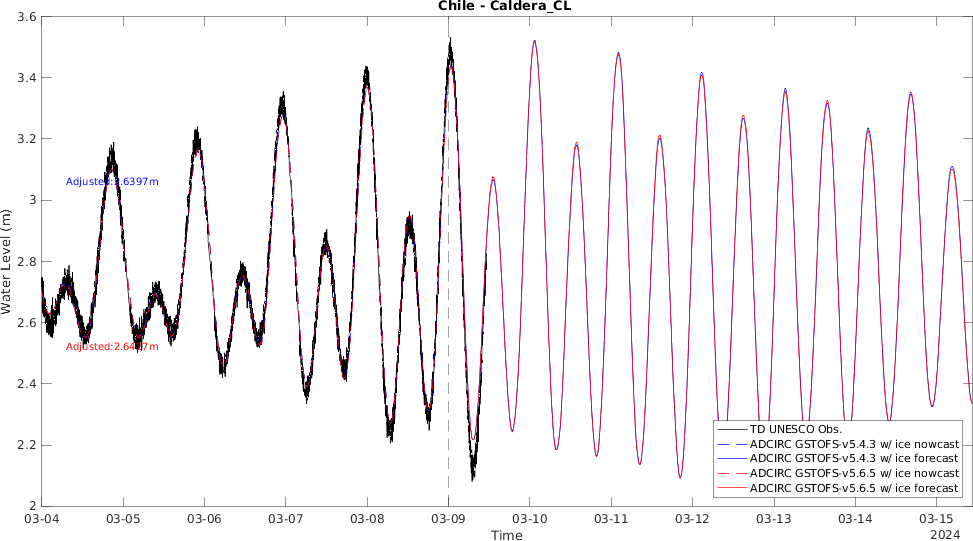 Chile - Caldera_CL
3.6
3.4
3.2
3
2.8
2.6
2.4
2.2
2
Water Level (m)
Adjusted:2.6397m
TD UNESCO Obs.
ADCIRC GSTOFS-v5.4.3 w/ ice nowcast
ADCIRC GSTOFS-v5.4.3 w/ ice forecast
ADCIRC GSTOFS-v5.6.5 w/ ice nowcast
ADCIRC GSTOFS-v5.6.5 w/ ice forecast
03-04 03-05 03-06 03-07 03-08 03-09 03-10 03-11 03-12 03-13 03-14 03-15
Time
2024